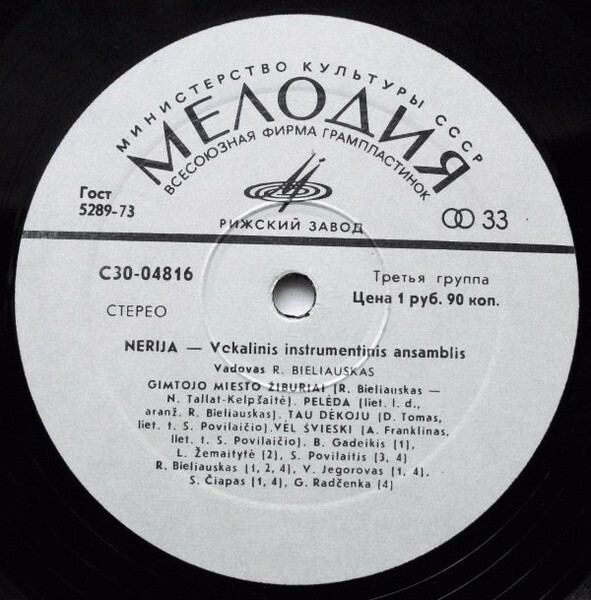 МИНИСТЕРСТВО КУЛЬТУРЫ СССР
МЕЛОДИЯ
ВСЕСОЮЗНАЯ ФИРМА ГРАМПЛАСТИНОК
Гост
5289-73
33
РИЖСКИЙ ЗАВОД
С30-04816
Третья группа
Цена 1 руб. 90 коп.
СТЕРЕО
NERIJA — Vokalinis instrumentinis ansamblis
Vadovas R. BIELIAUSKAS
GIMTOJO MIESTO ŽIBURIAI (R. Bieliauskas —
N. Tallat-Kelpšaitė). PELĖDA (liet. l. d.,
aranž. R. Bieliauskas). TAU DĖKOJU (D. Tomas,
liet. t. S. Povilaičio). VĖL ŠVIESKI (A. Franklinas,
liet. t. S. Povilaičio). B. Gadeikis (1),
L. Žemaitytė (2), S. Povilaitis (3, 4)
R. Bieliauskas (1, 2, 4), V. Jegorovas (1, 4),
S. Čiapas (1, 4), G. Radčenka (4)